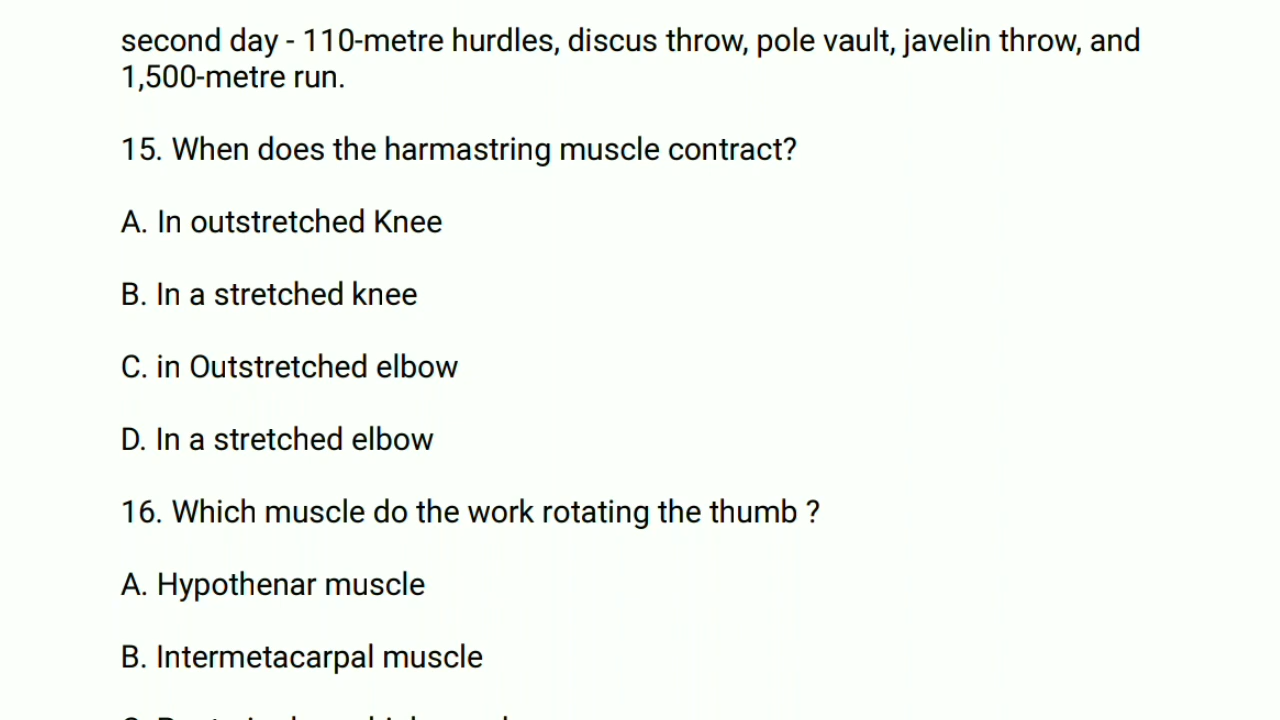 second day - 110-metre hurdles, discus throw, pole vault, javelin throw, and
1,500-metre run.
15. When does the harmastring muscle contract?
A. In outstretched Knee
B. In a stretched knee
C. in Outstretched elbow
D. In a stretched elbow
16. Which muscle do the work rotating the thumb ?
A. Hypothenar muscle
B. Intermetacarpal muscle